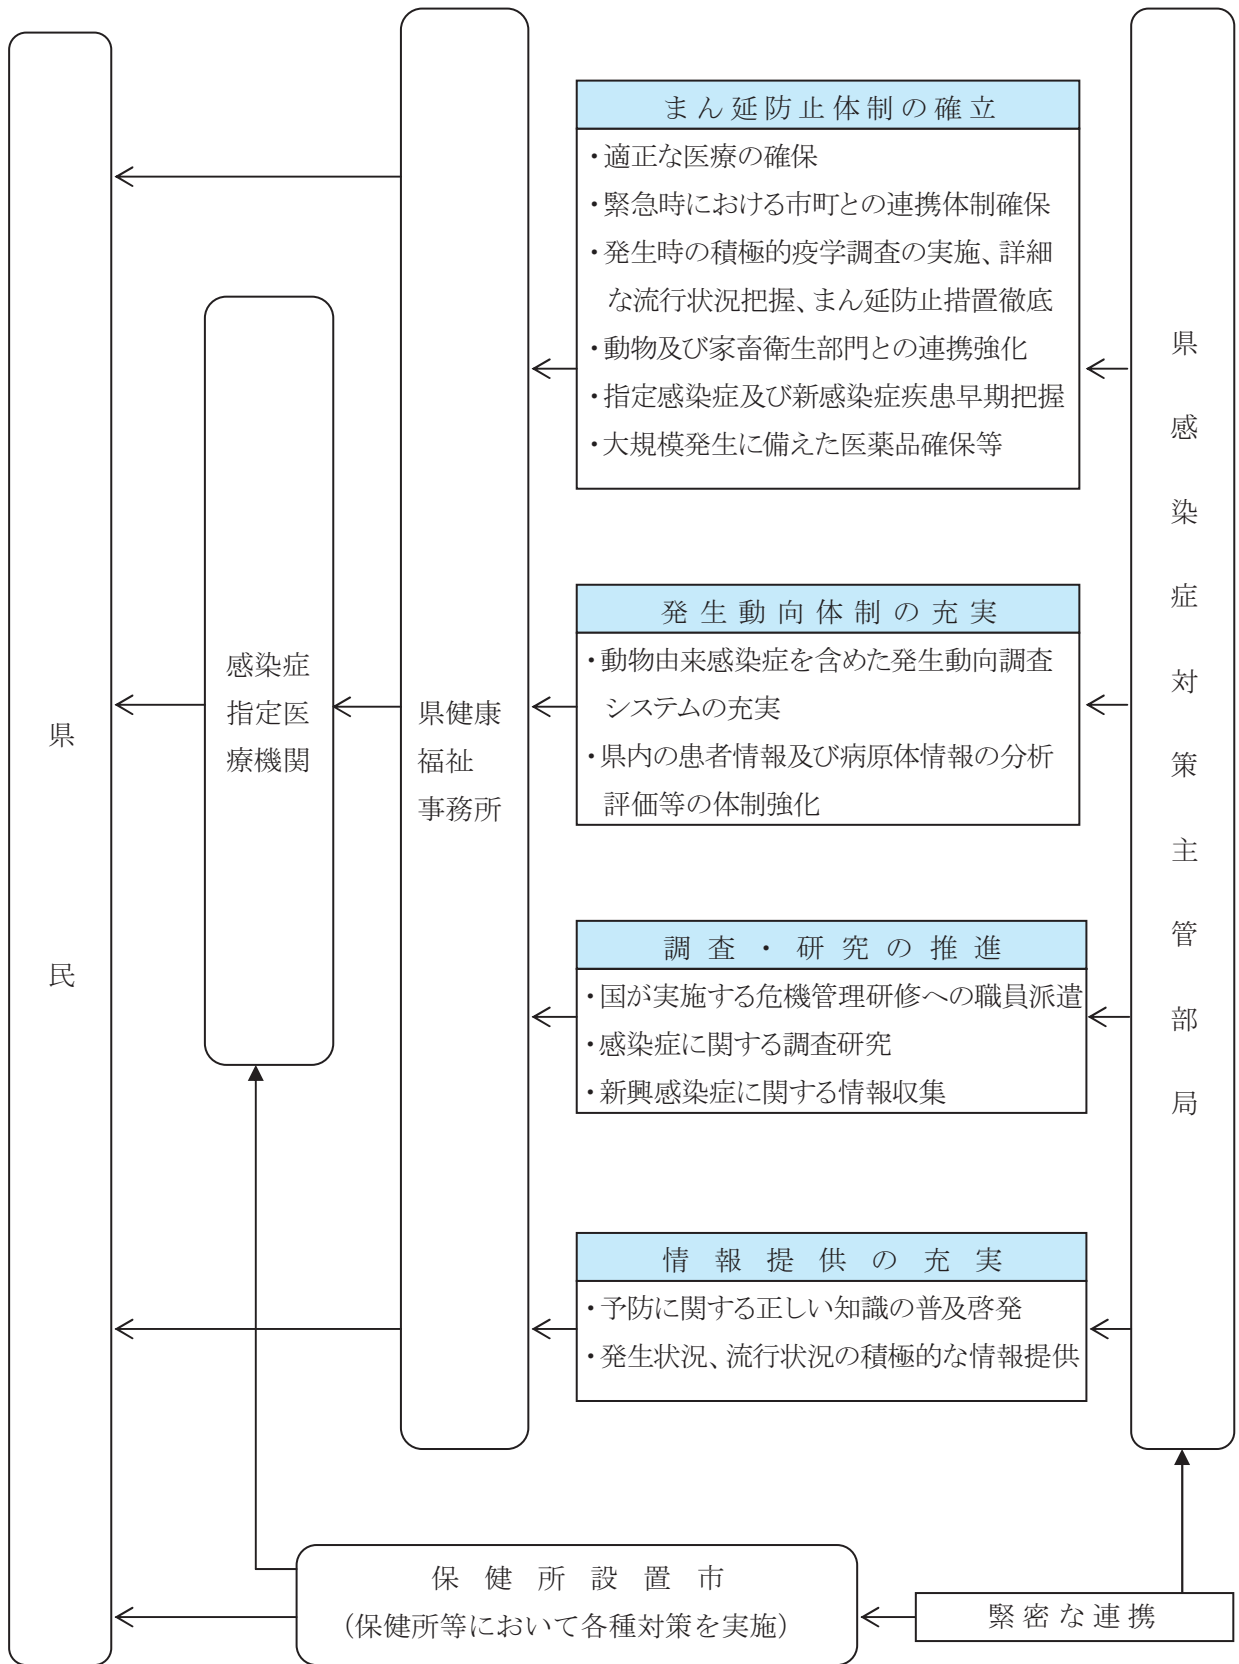 県民
感染症
指定医
療機関
県健康
福祉
事務所
まん延防止体制の確立
・適正な医療の確保
・緊急時における市町との連携体制確保
・発生時の積極的疫学調査の実施、詳細
な流行状況把握、まん延防止措置徹底
・動物及び家畜衛生部門との連携強化
・指定感染症及び新感染症疾患早期把握
・大規模発生に備えた医薬品確保等
発生動向体制の充実
・動物由来感染症を含めた発生動向調査
システムの充実
・県内の患者情報及び病原体情報の分析
評価等の体制強化
調査・研究の推進
・国が実施する危機管理研修への職員派遣
・感染症に関する調査研究
・新興感染症に関する情報収集
情報提供の充実
・予防に関する正しい知識の普及啓発
・発生状況、流行状況の積極的な情報提供
県感染症対策主管部局
保健所設置市
(保健所等において各種対策を実施)
緊密な連携